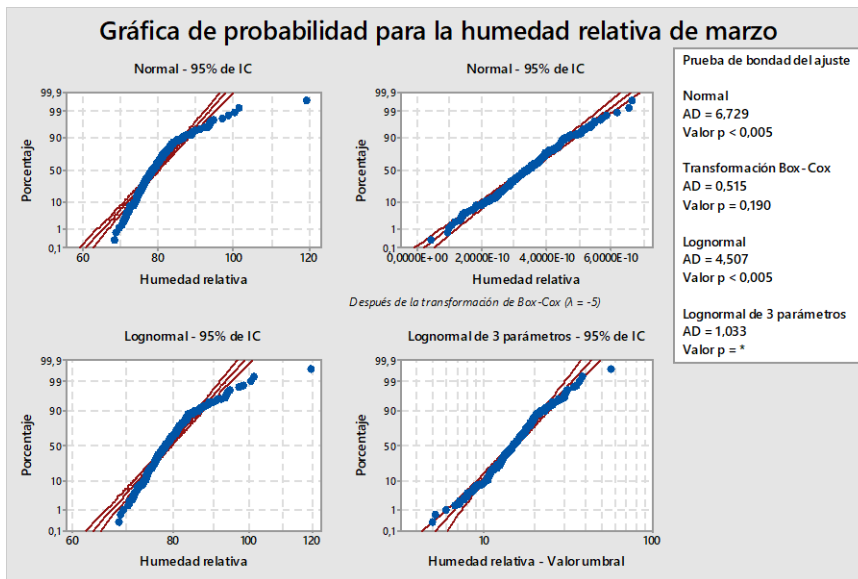 Gráfica de probabilidad para la humedad relativa de marzo
Normal - 95% de IC
99,9
99
90
50
10
1
0,1
Porcentaje
60
80
100
120
Humedad relativa
Normal - 95% de IC
99,9
99
90
50
10
1
0,1
Porcentaje
0,0000E+00
2,0000E-10
4,0000E-10
6,0000E-10
Humedad relativa
Después de la transformación de Box-Cox (λ = -5)
Lognormal - 95% de IC
99,9
99
90
50
10
1
0,1
Porcentaje
60
80
100
120
Humedad relativa
Lognormal de 3 parámetros - 95% de IC
99,9
99
90
50
10
1
0,1
Porcentaje
10
100
Humedad relativa - Valor umbral
Prueba de bondad del ajuste
Normal
AD = 6,729
Valor p < 0,005
Transformación Box-Cox
AD = 0,515
Valor p = 0,190
Lognormal
AD = 4,507
Valor p < 0,005
Lognormal de 3 parámetros
AD = 1,033
Valor p = *